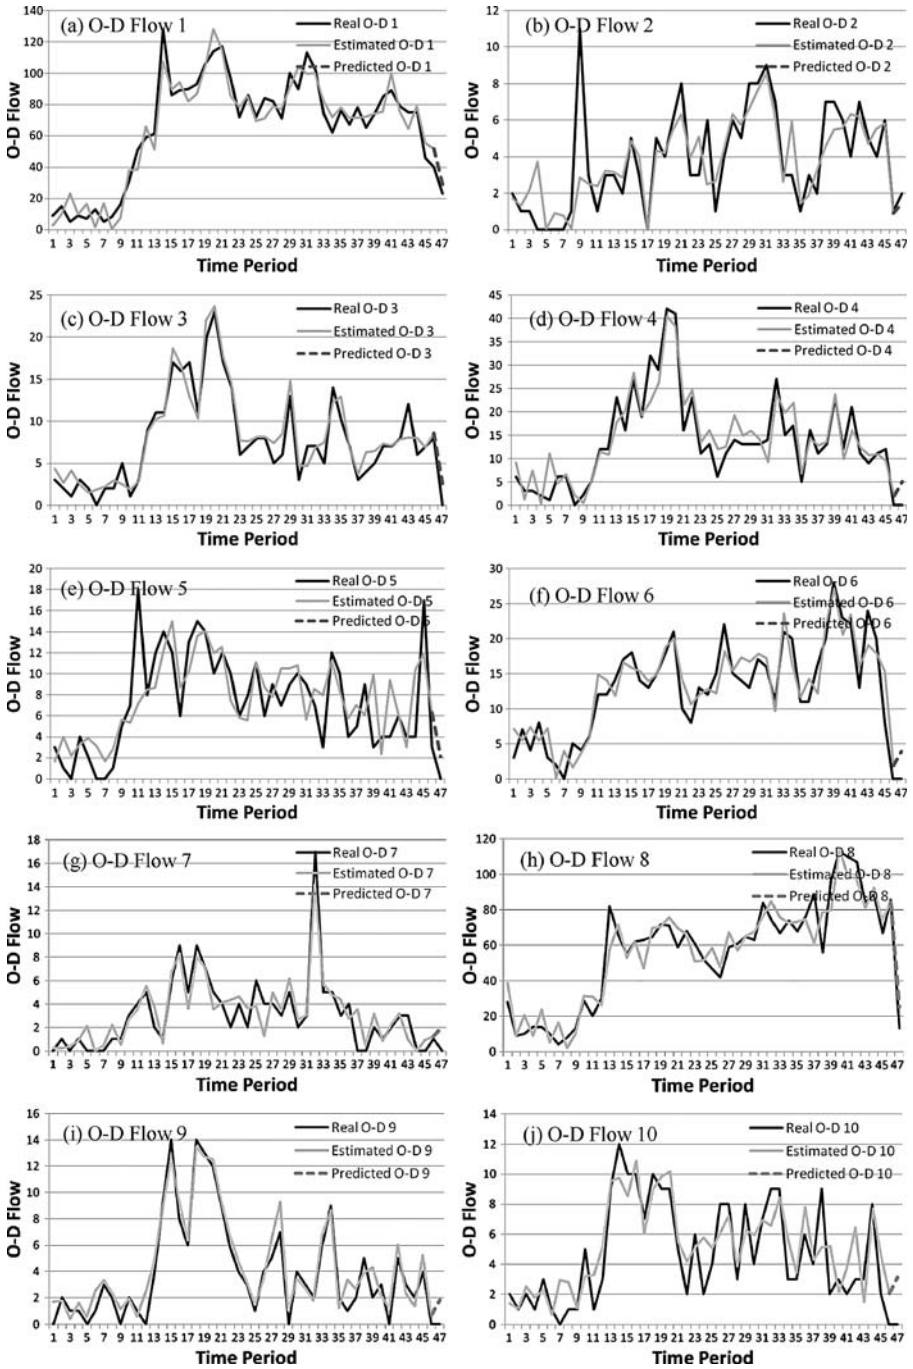 (a) O-D Flow 1
Real O-D 1
Estimated O-D 1
Predicted O-D 1
O-D Flow
140
120
100
80
60
40
20
0
1 3 5 7 9 11 13 15 17 19 21 23 25 27 29 31 33 35 37 39 41 43 45 47
Time Period
(b) O-D Flow 2
Real O-D 2
Estimated O-D 2
Predicted O-D 2
O-D Flow
12
10
8
6
4
2
0
1 3 5 7 9 11 13 15 17 19 21 23 25 27 29 31 33 35 37 39 41 43 45 47
Time Period
(c) O-D Flow 3
Real O-D 3
Estimated O-D 3
Predicted O-D 3
O-D Flow
25
20
15
10
5
0
1 3 5 7 9 11 13 15 17 19 21 23 25 27 29 31 33 35 37 39 41 43 45 47
Time Period
(d) O-D Flow 4
Real O-D 4
Estimated O-D 4
Predicted O-D 4
O-D Flow
45
40
35
30
25
20
15
10
5
0
1 3 5 7 9 11 13 15 17 19 21 23 25 27 29 31 33 35 37 39 41 43 45 47
Time Period
(e) O-D Flow 5
Real O-D 5
Estimated O-D 5
Predicted O-D 5
O-D Flow
20
18
16
14
12
10
8
6
4
2
0
1 3 5 7 9 11 13 15 17 19 21 23 25 27 29 31 33 35 37 39 41 43 45 47
Time Period
(f) O-D Flow 6
Real O-D 6
Estimated O-D 6
Predicted O-D 6
O-D Flow
30
25
20
15
10
5
0
1 3 5 7 9 11 13 15 17 19 21 23 25 27 29 31 33 35 37 39 41 43 45 47
Time Period
(g) O-D Flow 7
Real O-D 7
Estimated O-D 7
Predicted O-D 7
O-D Flow
18
16
14
12
10
8
6
4
2
0
1 3 5 7 9 11 13 15 17 19 21 23 25 27 29 31 33 35 37 39 41 43 45 47
Time Period
(h) O-D Flow 8
Real O-D 8
Estimated O-D 8
Predicted O-D 8
O-D Flow
120
100
80
60
40
20
0
1 3 5 7 9 11 13 15 17 19 21 23 25 27 29 31 33 35 37 39 41 43 45 47
Time Period
(i) O-D Flow 9
Real O-D 9
Estimated O-D 9
Predicted O-D 9
O-D Flow
16
14
12
10
8
6
4
2
0
1 3 5 7 9 11 13 15 17 19 21 23 25 27 29 31 33 35 37 39 41 43 45 47
Time Period
(j) O-D Flow 10
Real O-D 10
Estimated O-D 10
Predicted O-D 10
O-D Flow
14
12
10
8
6
4
2
0
1 3 5 7 9 11 13 15 17 19 21 23 25 27 29 31 33 35 37 39 41 43 45 47
Time Period